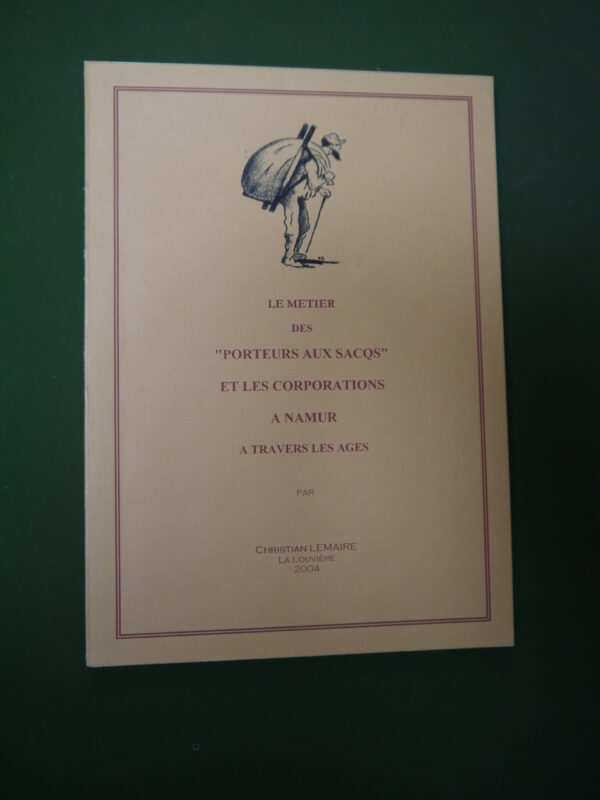 LE METIER
DES
"PORTEURS AUX SACQS"
ET LES CORPORATIONS
A NAMUR
A TRAVERS LES AGES
PAR
CHRISTIAN LEMAIRE
LA LOUVIÈRE
2004